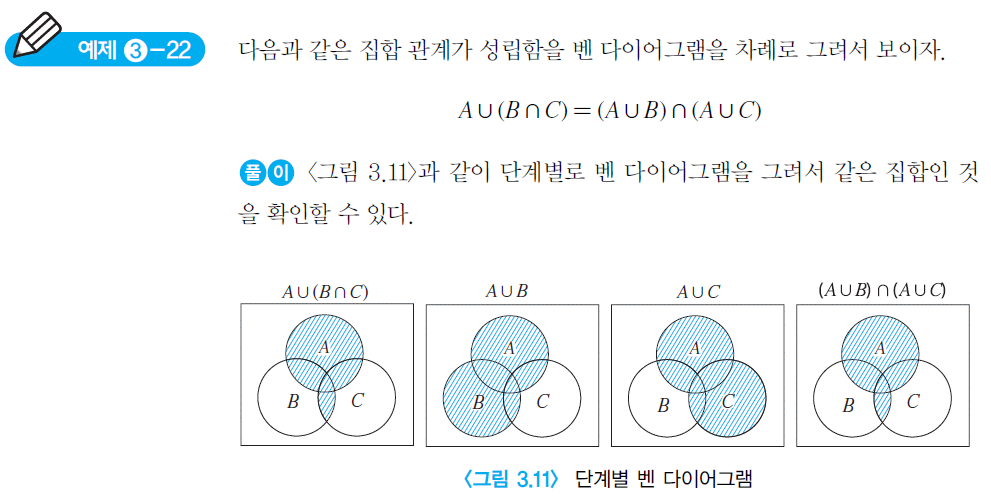 예제 3-22 다음과 같은 집합 관계가 성립함을 벤 다이어그램을 차례로 그려서 보이자.
A∪(B∩C)=(A∪B)∩(A∪C)
풀이 〈그림 3.11〉과 같이 단계별로 벤 다이어그램을 그려서 같은 집합인 것
을 확인할 수 있다.
A∪(B∩C) A∪B A∪C (A∪B)∩(A∪C)
A A A A
B C B C B C B C
〈그림 3.11〉 단계별 벤 다이어그램